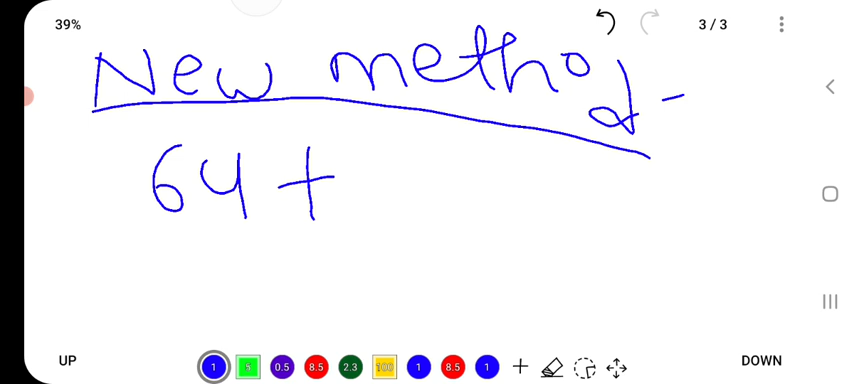 39%
3 / 3
New method -
64 +
UP
1 5 0.5 8.5 2.3 100 1 8.5 1
DOWN